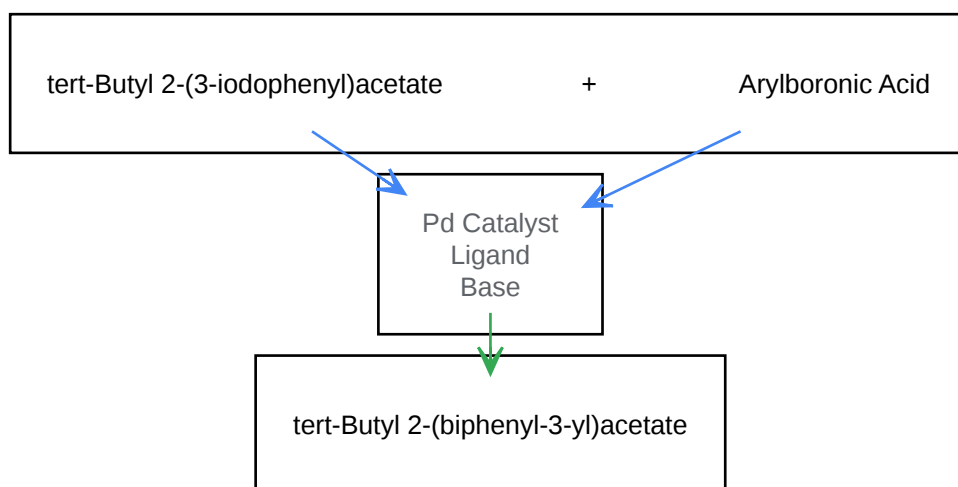 tert-Butyl 2-(3-iodophenyl)acetate + Arylboronic Acid
Pd Catalyst
Ligand
Base
tert-Butyl 2-(biphenyl-3-yl)acetate